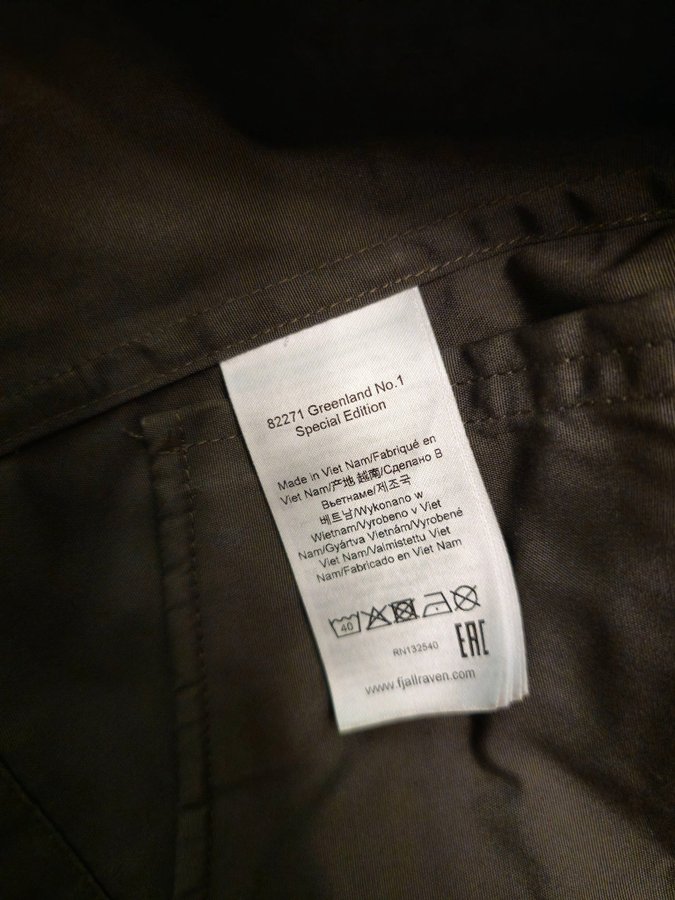 82271 Greenland No.1
Special Edition
Made in Viet Nam/Fabriqué en
Viet Nam/产地 越南/Сделано В
Вьетнаме/제조국
베트남/Wykonano w
Wietnam/Vyrobeno v Viet
Nam/Gyártva Vietnám/Vyrobené
Viet Nam/Valmistettu Viet
Nam/Fabricado en Viet Nam
40
RN132540 EAC
www.fjallraven.com